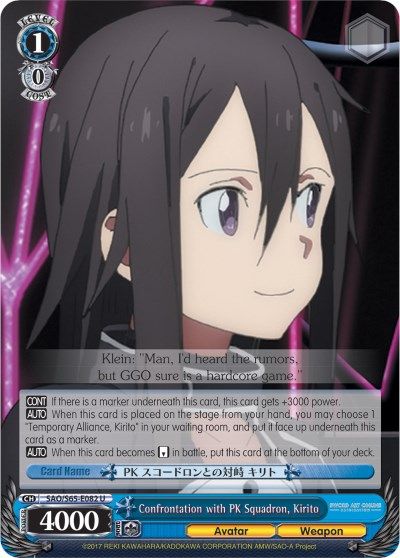 LEVEL
1
0
COST
Klein: "Man, I'd heard the rumors,
but GGO sure is a hardcore game."
CONT If there is a marker underneath this card, this card gets +3000 power.
AUTO When this card is placed on the stage from your hand, you may choose 1
"Temporary Alliance, Kirito" in your waiting room, and put it face up underneath
this card as a marker.
AUTO When this card becomes in battle, put this card at the bottom of your deck.
Card Name PK スコードロンとの対峙 キリト
CH SAO/S65-E082 U
Confrontation with PK Squadron, Kirito
4000
Avatar Weapon
©2017 REKI KAWAHARA/KADOKAWA CORPORATION AMW/SAO-A Project